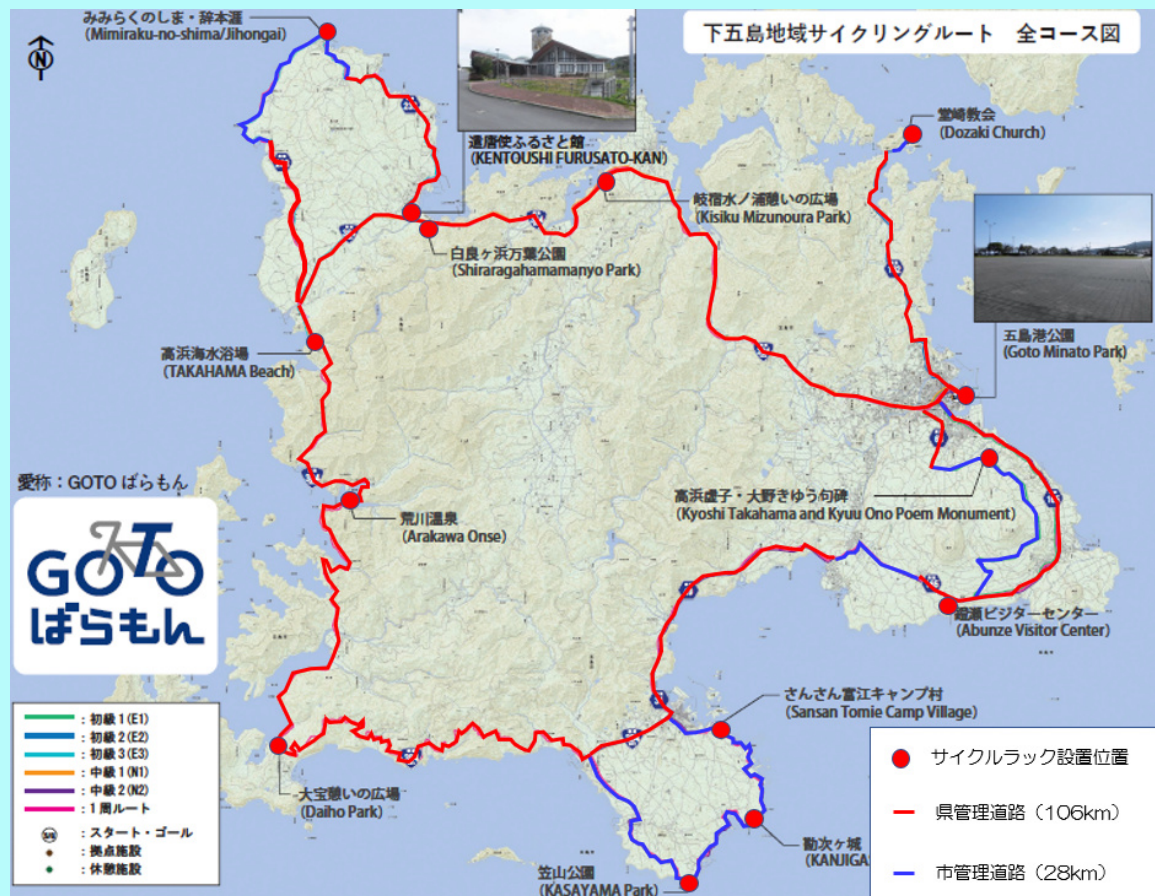 みみらくのしま・辞本涯
(Mimiraku-no-shima/Jihongai)
N
下五島地域サイクリングルート 全コース図
堂崎教会
(Dozaki Church)
遣唐使ふるさと館
(KENTOUSHI FURUSATO-KAN)
岐宿水ノ浦憩いの広場
(Kisiku Mizunoura Park)
白良ヶ浜万葉公園
(Shiraragahamamanyo Park)
五島港公園
(Goto Minato Park)
高浜海水浴場
(TAKAHAMA Beach)
愛称：GOTO ばらもん
GOTO
ばらもん
高浜虚子・大野きゆう句碑
(Kyoshi Takahama and Kyuu Ono Poem Monument)
荒川温泉
(Arakawa Onse)
鐙瀬ビジターセンター
(Abunze Visitor Center)
さんさん富江キャンプ村
(Sansan Tomie Camp Village)
大宝憩いの広場
(Daiho Park)
勘次ヶ城
(KANJIGA
笠山公園
(KASAYAMA Park)
：初級 1 (E1)
：初級 2 (E2)
：初級 3 (E3)
：中級 1 (N1)
：中級 2 (N2)
：1 周ルート
：スタート・ゴール
：拠点施設
：休憩施設
サイクルラック設置位置
県管理道路（106km）
市管理道路（28km）